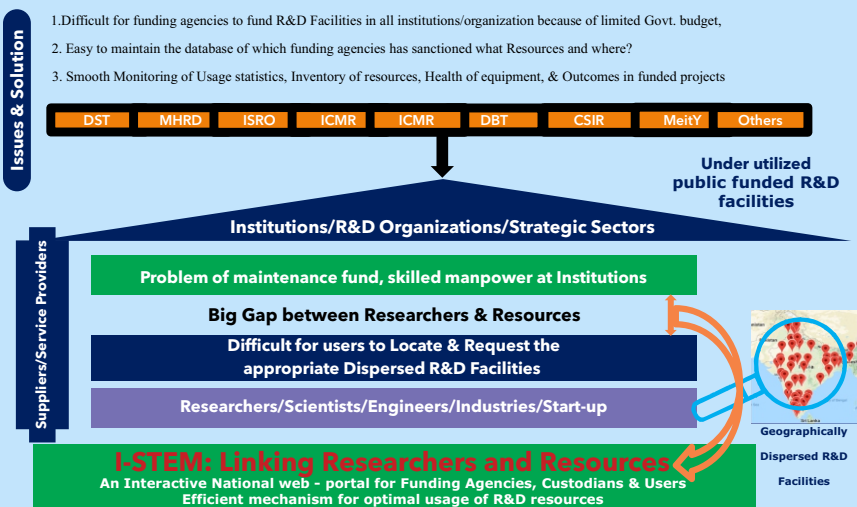 1.Difficult for funding agencies to fund R&D Facilities in all institutions/organization because of limited Govt. budget,
2. Easy to maintain the database of which funding agencies has sanctioned what Resources and where?
3. Smooth Monitoring of Usage statistics, Inventory of resources, Health of equipment, & Outcomes in funded projects
Issues & Solution
DST MHRD ISRO ICMR ICMR DBT CSIR MeitY Others
Under utilized
public funded R&D
facilities
Institutions/R&D Organizations/Strategic Sectors
Suppliers/Service Providers
Problem of maintenance fund, skilled manpower at Institutions
Big Gap between Researchers & Resources
Difficult for users to Locate & Request the
appropriate Dispersed R&D Facilities
Researchers/Scientists/Engineers/Industries/Start-up
Geographically
Dispersed R&D
Facilities
I-STEM: Linking Researchers and Resources
An Interactive National web - portal for Funding Agencies, Custodians & Users
Efficient mechanism for optimal usage of R&D resources